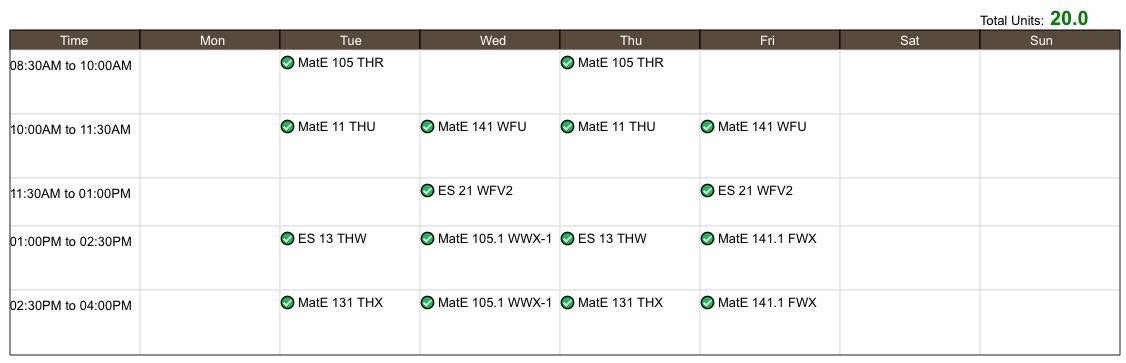 Total Units: 20.0
Time Mon Tue Wed Thu Fri Sat Sun
08:30AM to 10:00AM MatE 105 THR MatE 105 THR
10:00AM to 11:30AM MatE 11 THU MatE 141 WFU MatE 11 THU MatE 141 WFU
11:30AM to 01:00PM ES 21 WFV2 ES 21 WFV2
01:00PM to 02:30PM ES 13 THW MatE 105.1 WWX-1 ES 13 THW MatE 141.1 FWX
02:30PM to 04:00PM MatE 131 THX MatE 105.1 WWX-1 MatE 131 THX MatE 141.1 FWX